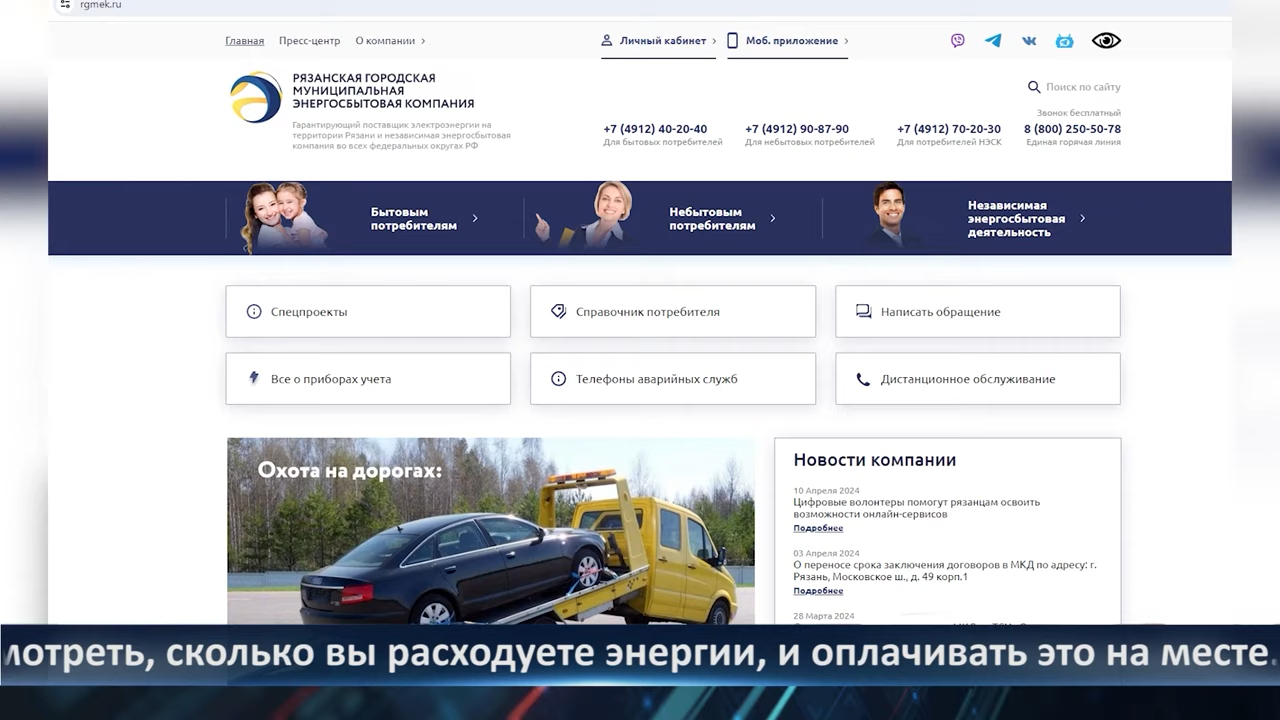 rgmek.ru
Главная Пресс-центр О компании
Личный кабинет Моб. приложение
РЯЗАНСКАЯ ГОРОДСКАЯ
МУНИЦИПАЛЬНАЯ
ЭНЕРГОСБЫТОВАЯ КОМПАНИЯ
Гарантирующий поставщик электроэнергии на
территории Рязани и независимая энергосбытовая
компания во всех федеральных округах РФ
Поиск по сайту
Звонок бесплатный
+7 (4912) 40-20-40 +7 (4912) 90-87-90 +7 (4912) 70-20-30 8 (800) 250-50-78
Для бытовых потребителей Для небытовых потребителей Для потребителей НЭСК Единая горячая линия
Бытовым
потребителям
Небытовым
потребителям
Независимая
энергосбытовая
деятельность
Спецпроекты
Справочник потребителя
Написать обращение
Все о приборах учета
Телефоны аварийных служб
Дистанционное обслуживание
Охота на дорогах:
Новости компании
10 Апреля 2024
Цифровые волонтеры помогут рязанцам освоить
возможности онлайн-сервисов
Подробнее
03 Апреля 2024
О переносе срока заключения договоров в МКД по адресу: г.
Рязань, Московское ш., д. 49 корп.1
Подробнее
28 Марта 2024
мотреть, сколько вы расходуете энергии, и оплачивать это на месте.